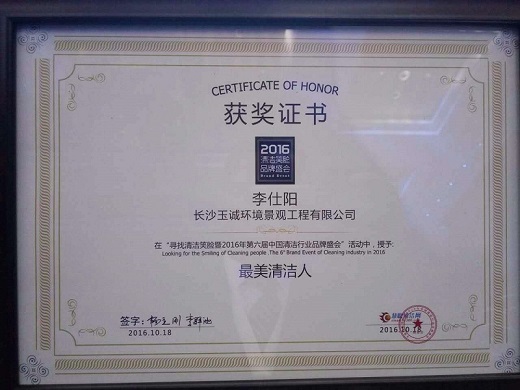 CERTIFICATE OF HONOR
获奖证书
2016
清洁笑脸
品牌盛会
Brand Event
李仕阳
长沙玉诚环境景观工程有限公司
在“寻找清洁笑脸暨2016年第六届中国清洁行业品牌盛会”活动中，授予:
Looking for the Smiling of Cleaning people .The 6th Brand Event of Cleaning industry in 2016
最美清洁人
签字:
2016.10.18
2016.10.18